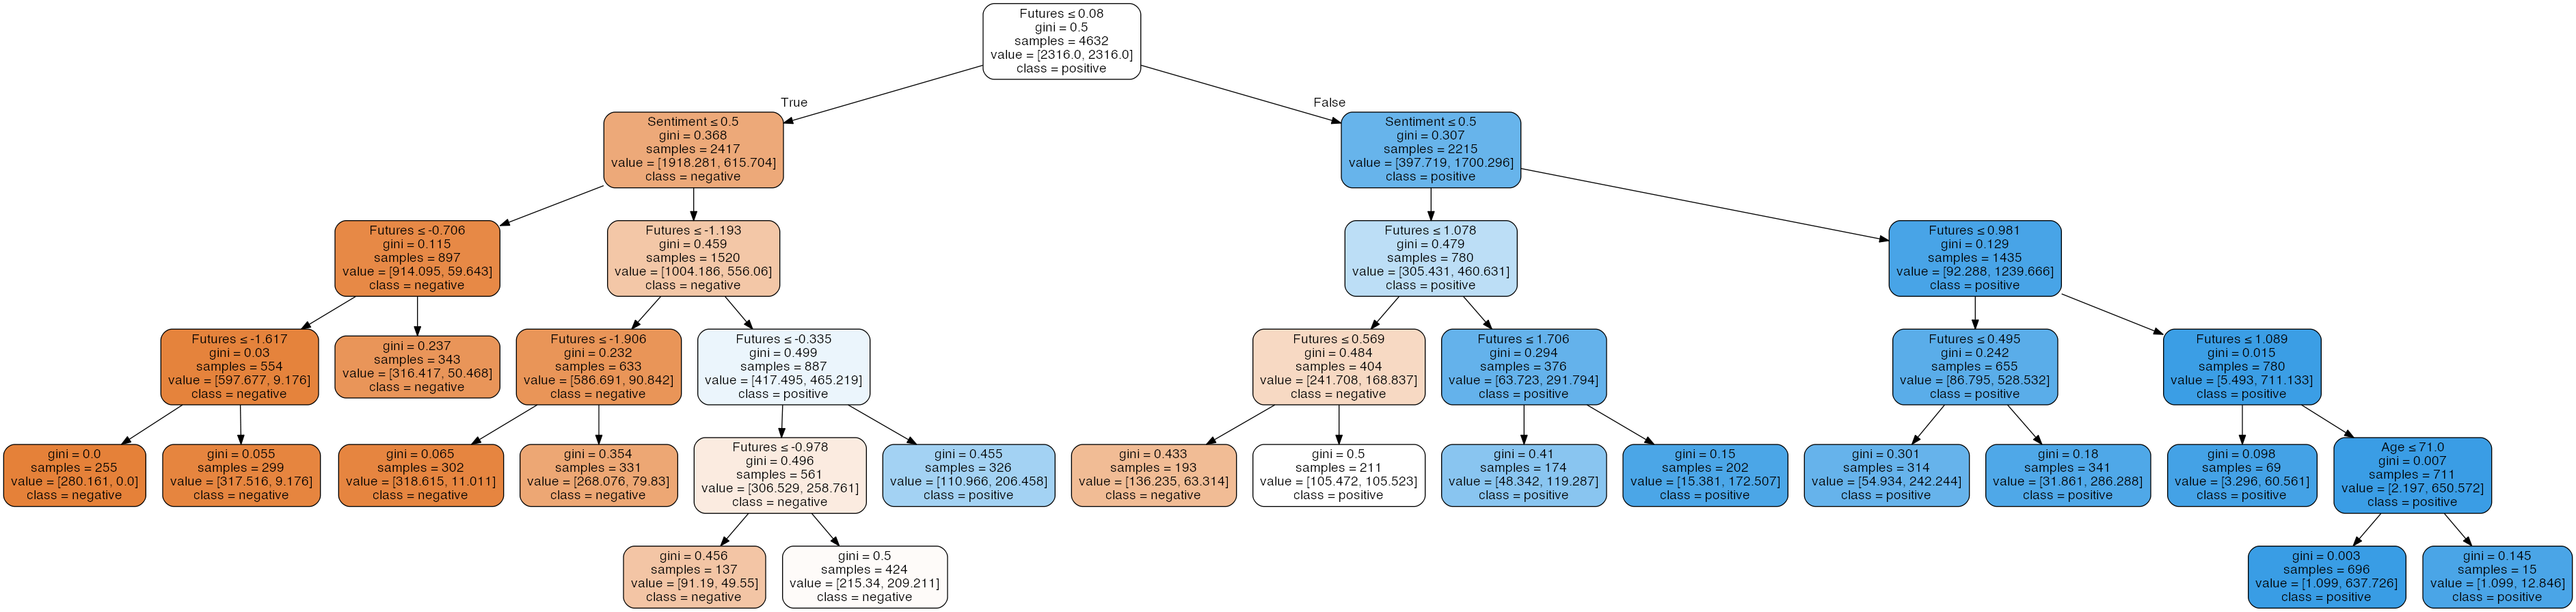 Futures ≤ 0.08
gini = 0.5
samples = 4632
value = [2316.0, 2316.0]
class = positive
True
False
Sentiment ≤ 0.5
gini = 0.368
samples = 2417
value = [1918.281, 615.704]
class = negative
Sentiment ≤ 0.5
gini = 0.307
samples = 2215
value = [397.719, 1700.296]
class = positive
Futures ≤ -0.706
gini = 0.115
samples = 897
value = [914.095, 59.643]
class = negative
Futures ≤ -1.193
gini = 0.459
samples = 1520
value = [1004.186, 556.06]
class = negative
Futures ≤ 1.078
gini = 0.479
samples = 780
value = [305.431, 460.631]
class = positive
Futures ≤ 0.981
gini = 0.129
samples = 1435
value = [92.288, 1239.666]
class = positive
Futures ≤ -1.617
gini = 0.03
samples = 554
value = [597.677, 9.176]
class = negative
gini = 0.237
samples = 343
value = [316.417, 50.468]
class = negative
Futures ≤ -1.906
gini = 0.232
samples = 633
value = [586.691, 90.842]
class = negative
Futures ≤ -0.335
gini = 0.499
samples = 887
value = [417.495, 465.219]
class = positive
Futures ≤ 0.569
gini = 0.484
samples = 404
value = [241.708, 168.837]
class = negative
Futures ≤ 1.706
gini = 0.294
samples = 376
value = [63.723, 291.794]
class = positive
Futures ≤ 0.495
gini = 0.242
samples = 655
value = [86.795, 528.532]
class = positive
Futures ≤ 1.089
gini = 0.015
samples = 780
value = [5.493, 711.133]
class = positive
gini = 0.0
samples = 255
value = [280.161, 0.0]
class = negative
gini = 0.055
samples = 299
value = [317.516, 9.176]
class = negative
gini = 0.065
samples = 302
value = [318.615, 11.011]
class = negative
gini = 0.354
samples = 331
value = [268.076, 79.83]
class = negative
Futures ≤ -0.978
gini = 0.496
samples = 561
value = [306.529, 258.761]
class = negative
gini = 0.455
samples = 326
value = [110.966, 206.458]
class = positive
gini = 0.433
samples = 193
value = [136.235, 63.314]
class = negative
gini = 0.5
samples = 211
value = [105.472, 105.523]
class = positive
gini = 0.41
samples = 174
value = [48.342, 119.287]
class = positive
gini = 0.15
samples = 202
value = [15.381, 172.507]
class = positive
gini = 0.301
samples = 314
value = [54.934, 242.244]
class = positive
gini = 0.18
samples = 341
value = [31.861, 286.288]
class = positive
gini = 0.098
samples = 69
value = [3.296, 60.561]
class = positive
Age ≤ 71.0
gini = 0.007
samples = 711
value = [2.197, 650.572]
class = positive
gini = 0.456
samples = 137
value = [91.19, 49.55]
class = negative
gini = 0.5
samples = 424
value = [215.34, 209.211]
class = negative
gini = 0.003
samples = 696
value = [1.099, 637.726]
class = positive
gini = 0.145
samples = 15
value = [1.099, 12.846]
class = positive